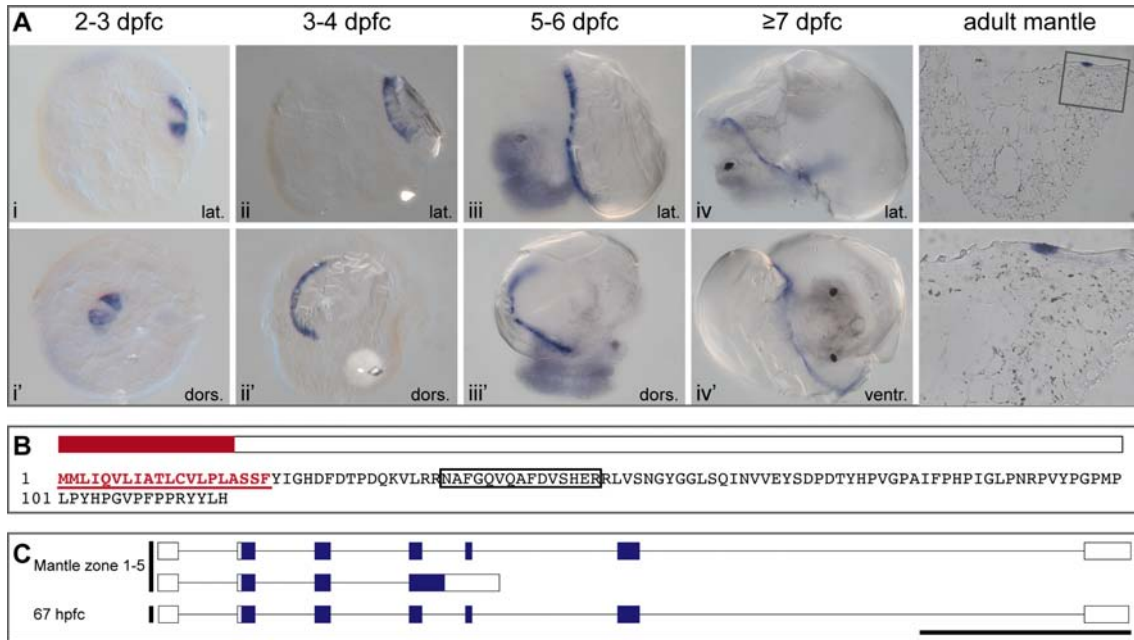 A 2-3 dpfc 3-4 dpfc 5-6 dpfc ≥7 dpfc adult mantle
i lat. ii lat. iii lat. iv lat.
i' dors. ii' dors. iii' dors. iv' ventr.
B
1 MMLIQVLIATLCVLPLASSFYIGHDFDTPDQKVLRRNAFGQVQAFDVSHERRLVSNGYGGLSQINVVEYSDPDTYHPVGPAIFPHPIGLPNRPVYPGPMP
101 LPYHPGVPFPPRYYLH
C
Mantle zone 1-5
67 hpfc